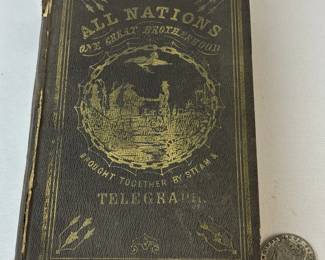 ALL NATIONS
ONE GREAT BROTHERHOOD
BROUGHT TOGETHER BY STEAM &
TELEGRAPH.